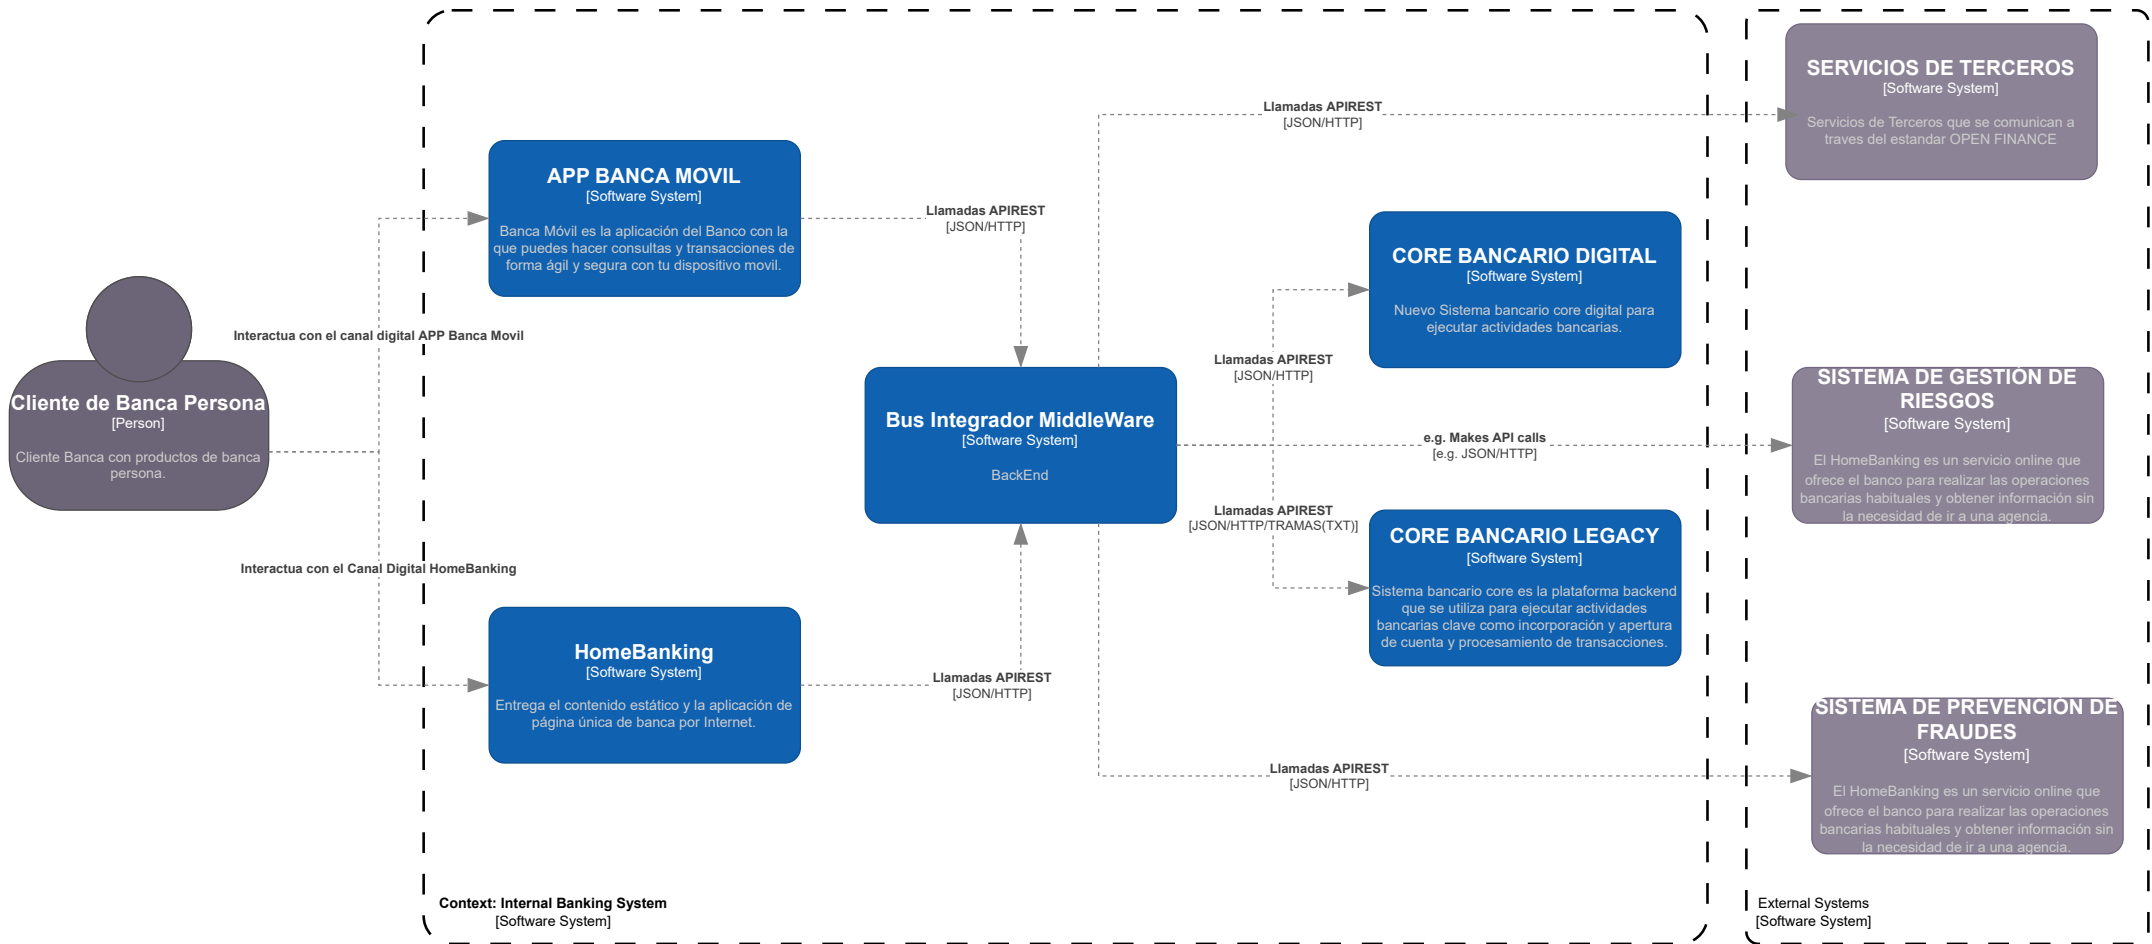 Cliente de Banca Persona
[Person]
Cliente Banca con productos de banca
persona.
Interactua con el canal digital APP Banca Movil
Interactua con el Canal Digital HomeBanking
APP BANCA MOVIL
[Software System]
Banca Móvil es la aplicación del Banco con la
que puedes hacer consultas y transacciones de
forma ágil y segura con tu dispositivo movil.
HomeBanking
[Software System]
Entrega el contenido estático y la aplicación de
página única de banca por Internet.
Llamadas APIREST
[JSON/HTTP]
Llamadas APIREST
[JSON/HTTP]
Bus Integrador MiddleWare
[Software System]
BackEnd
Llamadas APIREST
[JSON/HTTP]
Llamadas APIREST
[JSON/HTTP]
e.g. Makes API calls
[e.g. JSON/HTTP]
Llamadas APIREST
[JSON/HTTP/TRAMAS(TXT)]
Llamadas APIREST
[JSON/HTTP]
CORE BANCARIO DIGITAL
[Software System]
Nuevo Sistema bancario core digital para
ejecutar actividades bancarias.
CORE BANCARIO LEGACY
[Software System]
Sistema bancario core es la plataforma backend
que se utiliza para ejecutar actividades
bancarias clave como incorporación y apertura
de cuenta y procesamiento de transacciones.
Context: Internal Banking System
[Software System]
SERVICIOS DE TERCEROS
[Software System]
Servicios de Terceros que se comunican a
traves del estandar OPEN FINANCE
SISTEMA DE GESTIÓN DE
RIESGOS
[Software System]
El HomeBanking es un servicio online que
ofrece el banco para realizar las operaciones
bancarias habituales y obtener información sin
la necesidad de ir a una agencia.
SISTEMA DE PREVENCIÓN DE
FRAUDES
[Software System]
El HomeBanking es un servicio online que
ofrece el banco para realizar las operaciones
bancarias habituales y obtener información sin
la necesidad de ir a una agencia.
External Systems
[Software System]